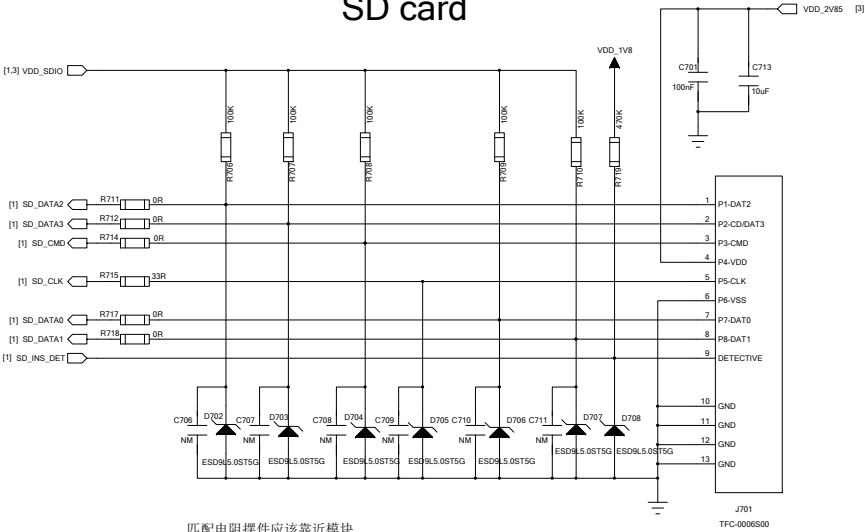 SD card
VDD_2V85 [3]
VDD_1V8
C701
100nF
C713
10uF
[1,3] VDD_SDIO
100K
R706
100K
R707
100K
R708
100K
R709
100K
R710
470K
R719
[1] SD_DATA2 R711 0R
[1] SD_DATA3 R712 0R
[1] SD_CMD R714 0R
[1] SD_CLK R715 33R
[1] SD_DATA0 R717 0R
[1] SD_DATA1 R718 0R
[1] SD_INS_DET
1 P1-DAT2
2 P2-CD/DAT3
3 P3-CMD
4 P4-VDD
5 P5-CLK
6 P6-VSS
7 P7-DAT0
8 P8-DAT1
9 DETECTIVE
10 GND
11 GND
12 GND
13 GND
C706 D702 C707 D703 C708 D704 C709 D705 C710 D706 C711 D707 D708
NM NM NM NM NM NM
ESD9L5.0ST5G ESD9L5.0ST5G ESD9L5.0ST5G ESD9L5.0ST5G ESD9L5.0ST5G ESD9L5.0ST5G ESD9L5.0ST5G
J701
TFC-0006S00
匹配电阻摆件应该靠近模块